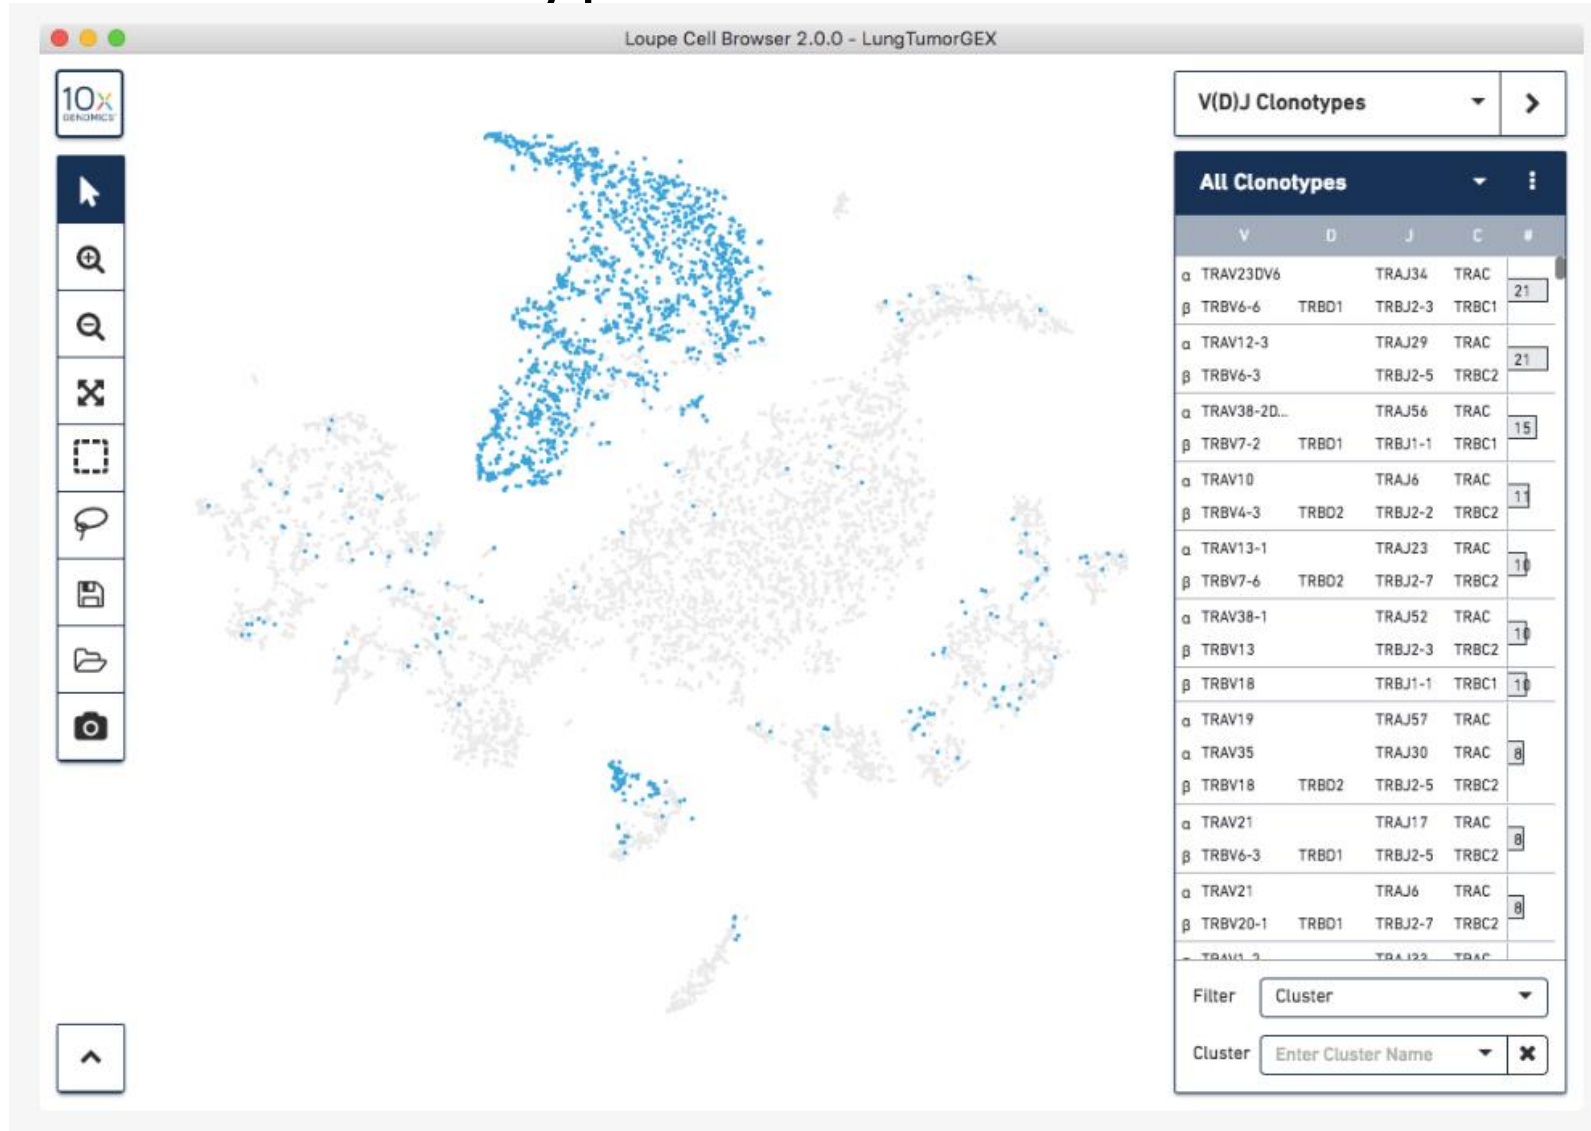 Loupe Cell Browser 2.0.0 - LungTumorGEX
10x
GENOMICS
V(D)J Clonotypes
All Clonotypes
V D J C #
α TRAV23DV6 TRAJ34 TRAC
21
β TRBV6-6 TRBD1 TRBJ2-3 TRBC1
α TRAV12-3 TRAJ29 TRAC
21
β TRBV6-3 TRBJ2-5 TRBC2
α TRAV38-2D... TRAJ56 TRAC
15
β TRBV7-2 TRBD1 TRBJ1-1 TRBC1
α TRAV10 TRAJ6 TRAC
11
β TRBV4-3 TRBD2 TRBJ2-2 TRBC2
α TRAV13-1 TRAJ23 TRAC
10
β TRBV7-6 TRBD2 TRBJ2-7 TRBC2
α TRAV38-1 TRAJ52 TRAC
10
β TRBV13 TRBJ2-3 TRBC2
β TRBV18 TRBJ1-1 TRBC1 10
α TRAV19 TRAJ57 TRAC
α TRAV35 TRAJ30 TRAC 8
β TRBV18 TRBD2 TRBJ2-5 TRBC2
α TRAV21 TRAJ17 TRAC
8
β TRBV6-3 TRBD1 TRBJ2-5 TRBC2
α TRAV21 TRAJ6 TRAC
8
β TRBV20-1 TRBD1 TRBJ2-7 TRBC2
Filter Cluster
Cluster Enter Cluster Name